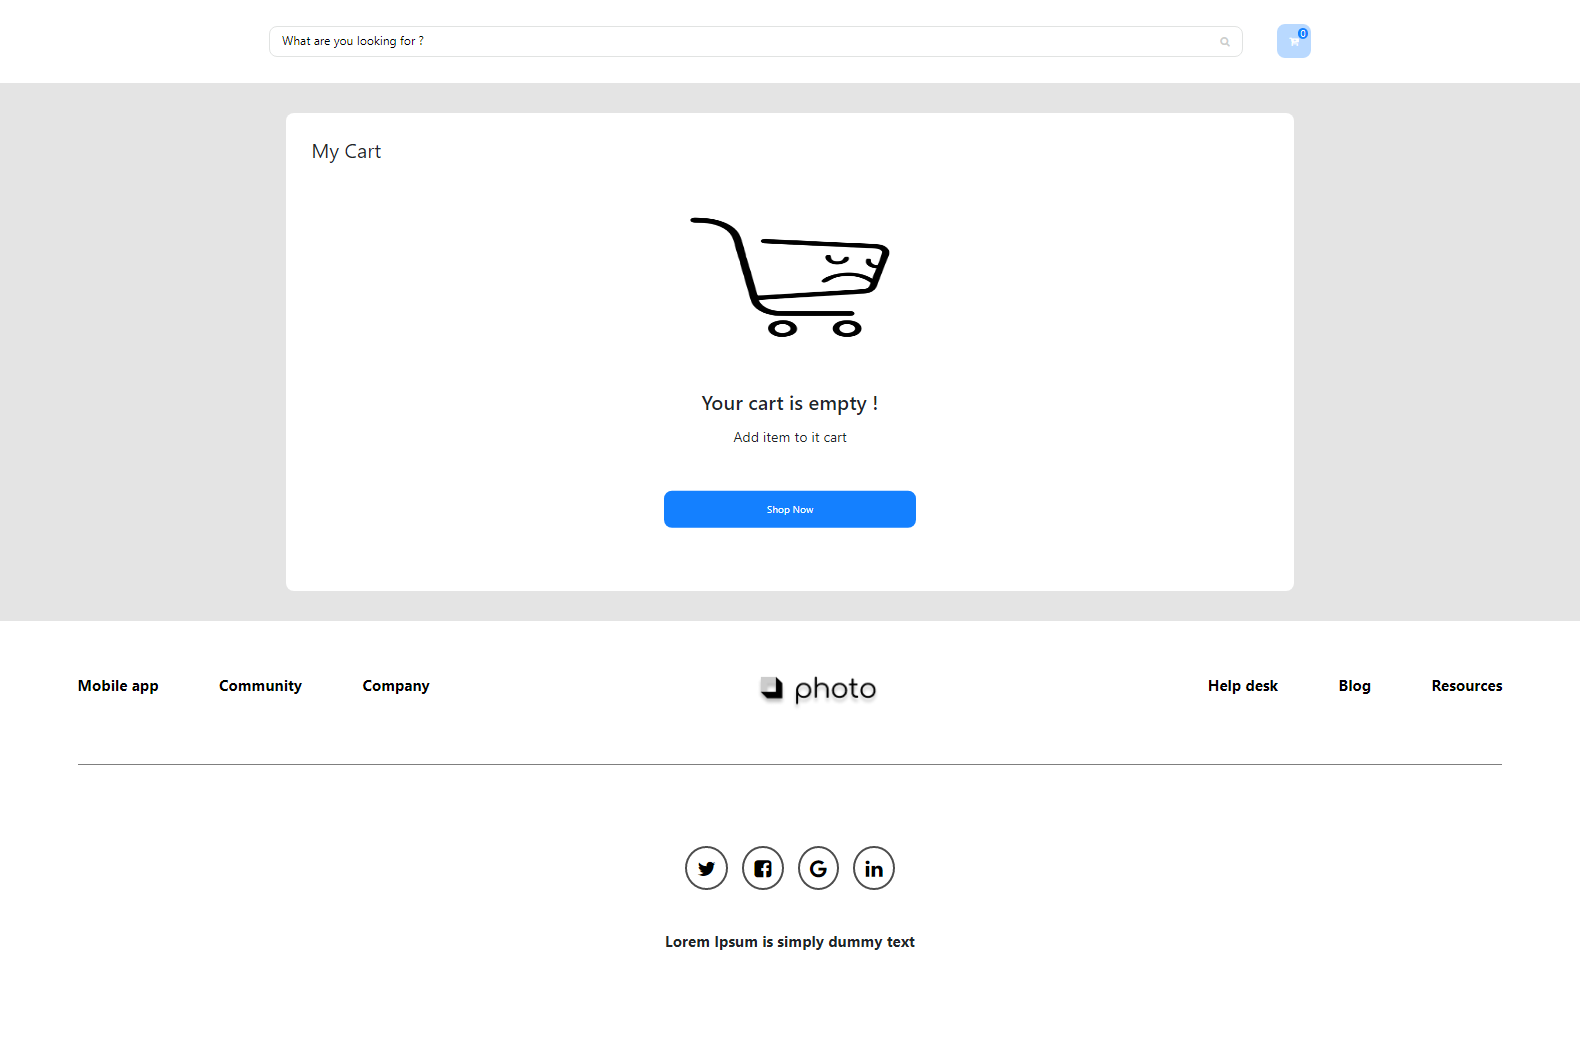 What are you looking for ?
0
My Cart
Your cart is empty !
Add item to it cart
Shop Now
Mobile app Community Company photo Help desk Blog Resources
Lorem Ipsum is simply dummy text